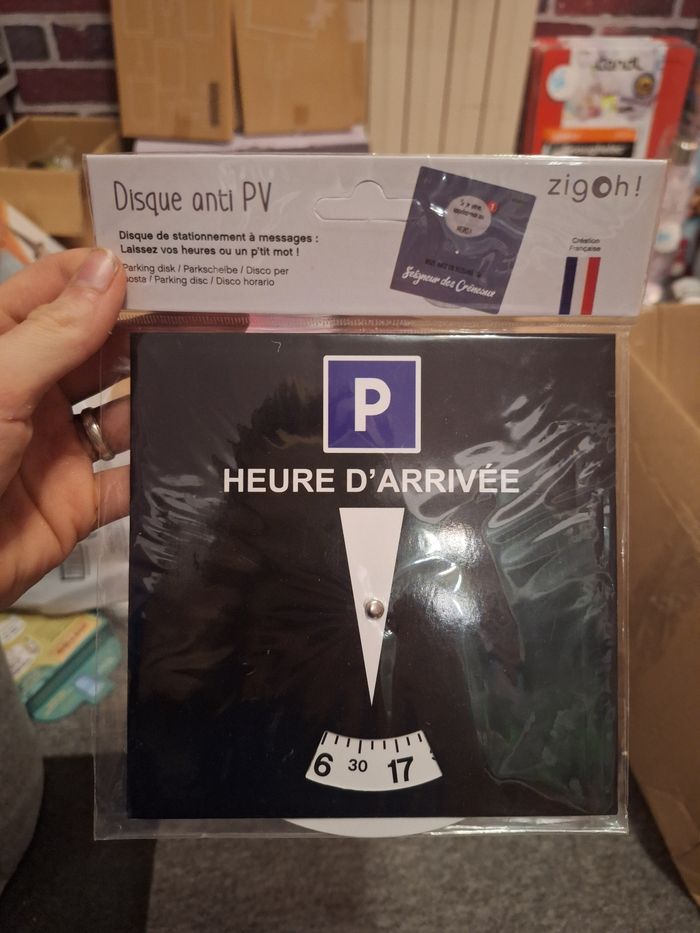 Disque anti PV
zigoh!
Disque de stationnement à messages :
Laissez vos heures ou un p'tit mot !
Parking disk / Parkscheibe / Disco per
sosta / Parking disc / Disco horario
Création
Française
MERCI
Seigneur des Créneaux
P
HEURE D'ARRIVÉE
6 30 17